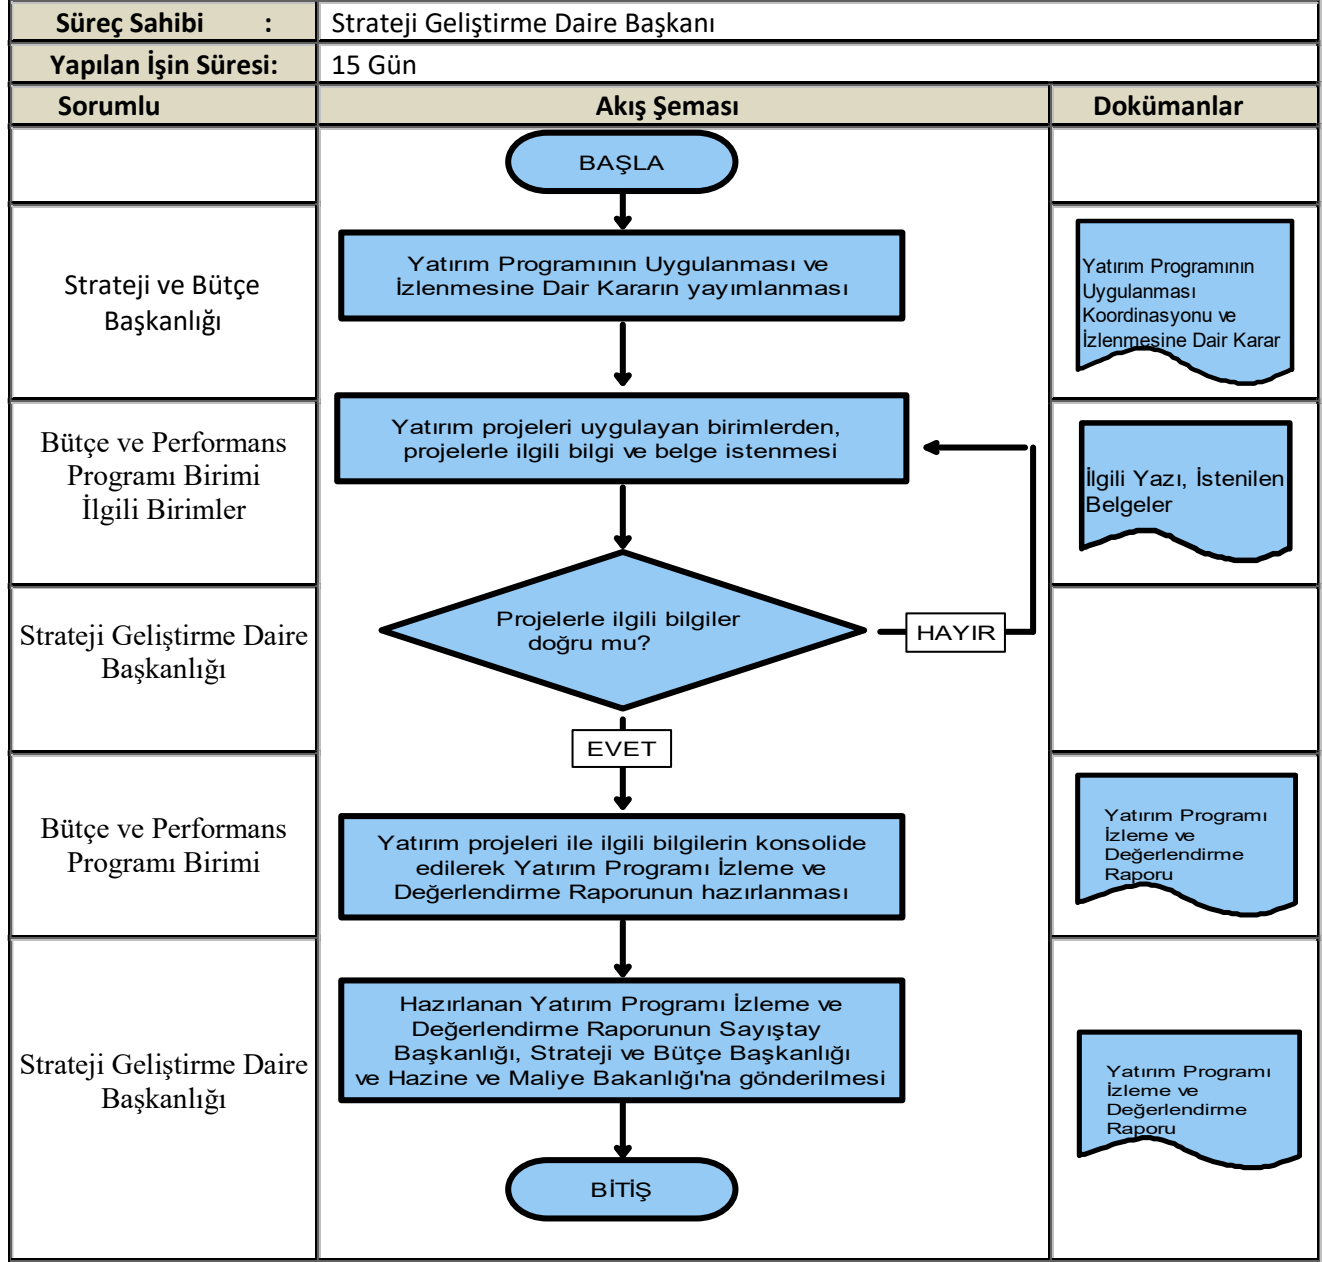 Süreç Sahibi : Strateji Geliştirme Daire Başkanı
Yapılan İşin Süresi: 15 Gün
Sorumlu Akış Şeması Dokümanlar
BAŞLA
Strateji ve Bütçe
Başkanlığı
Yatırım Programının Uygulanması ve
İzlenmesine Dair Kararın yayımlanması
Yatırım Programının
Uygulanması
Koordinasyonu ve
İzlenmesine Dair Karar
Bütçe ve Performans
Programı Birimi
İlgili Birimler
Yatırım projeleri uygulayan birimlerden,
projelerle ilgili bilgi ve belge istenmesi
İlgili Yazı, İstenilen
Belgeler
Strateji Geliştirme Daire
Başkanlığı
Projelerle ilgili bilgiler
doğru mu?
HAYIR
EVET
Bütçe ve Performans
Programı Birimi
Yatırım projeleri ile ilgili bilgilerin konsolide
edilerek Yatırım Programı İzleme ve
Değerlendirme Raporunun hazırlanması
Yatırım Programı
İzleme ve
Değerlendirme
Raporu
Strateji Geliştirme Daire
Başkanlığı
Hazırlanan Yatırım Programı İzleme ve
Değerlendirme Raporunun Sayıştay
Başkanlığı, Strateji ve Bütçe Başkanlığı
ve Hazine ve Maliye Bakanlığı'na gönderilmesi
Yatırım Programı
İzleme ve
Değerlendirme
Raporu
BİTİŞ